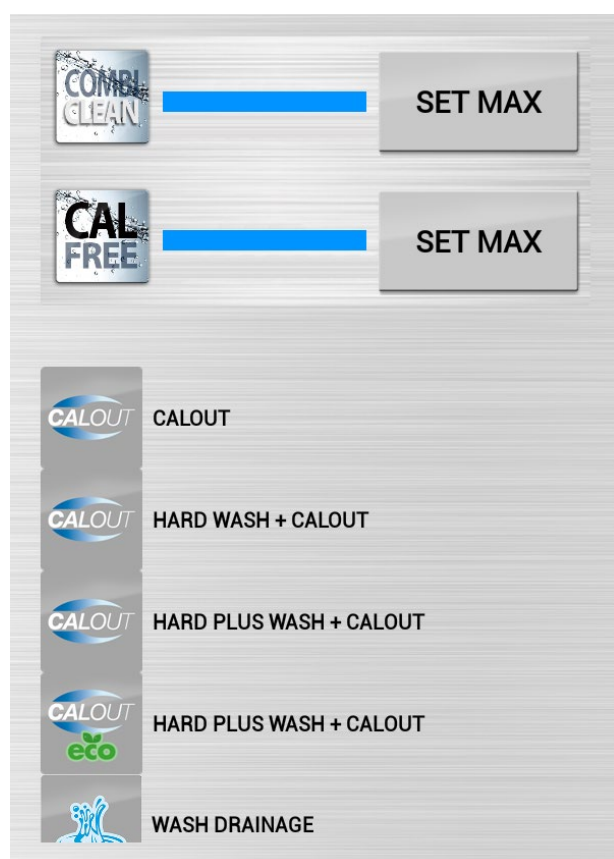 COMBI
CLEAN
SET MAX
CAL
FREE
SET MAX
CALOUT
CALOUT
CALOUT
HARD WASH + CALOUT
CALOUT
HARD PLUS WASH + CALOUT
CALOUT
eco
HARD PLUS WASH + CALOUT
WASH DRAINAGE